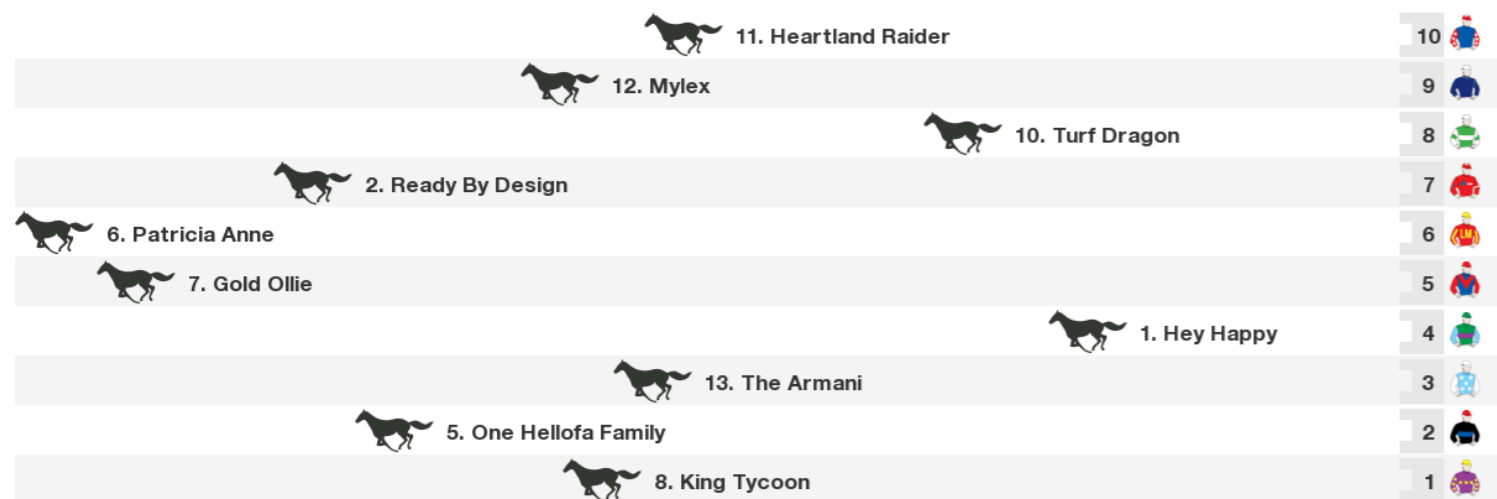 11. Heartland Raider 10
12. Mylex 9
10. Turf Dragon 8
2. Ready By Design 7
6. Patricia Anne 6 LM
7. Gold Ollie 5
1. Hey Happy 4
13. The Armani 3
5. One Hellofa Family 2
8. King Tycoon 1